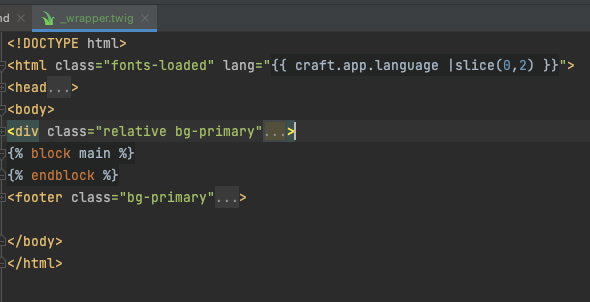 nd × _wrapper.twig ×
<!DOCTYPE html>
<html class="fonts-loaded" lang="{{ craft.app.language |slice(0,2) }}">
<head...>
<body>
<div class="relative bg-primary"...>
{% block main %}
{% endblock %}
<footer class="bg-primary"...>
</body>
</html>